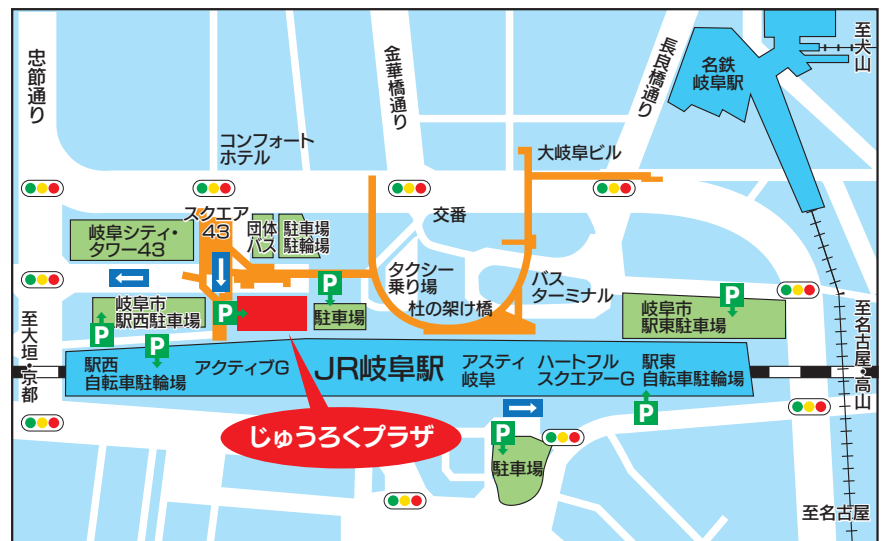 忠節通り
金華橋通り
長良橋通り
名鉄
岐阜駅
至犬山
コンフォート
ホテル
大岐阜ビル
スクエア
43
団体
バス
駐車場
駐輪場
交番
岐阜シティ・
タワー43
タクシー
乗り場
バス
ターミナル
杜の架け橋
P
P
岐阜市
駅西駐車場
P
駐車場
岐阜市
駅東駐車場
P
P
至大垣・京都
至名古屋・高山
駅西
自転車駐輪場
アクティブG
JR岐阜駅
アスティ
岐阜
ハートフル
スクエアーG
駅東
自転車駐輪場
P
じゅうろくプラザ
P
P
駐車場
至名古屋